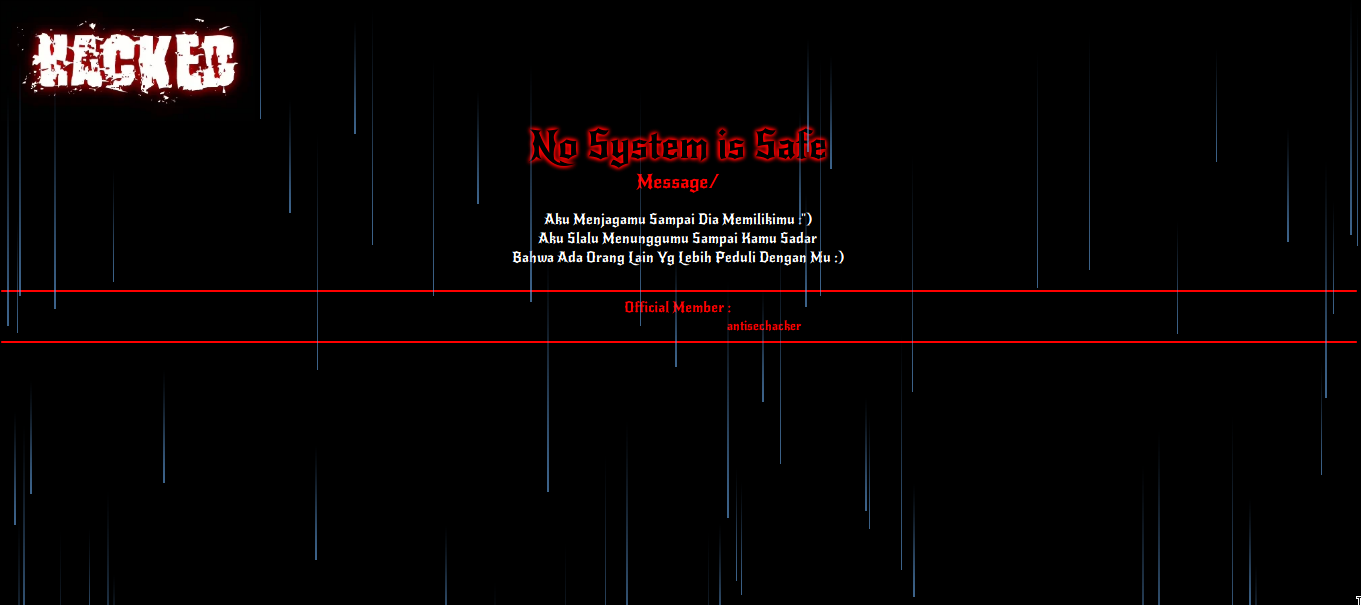 HACKED
No System is Safe
Message/
Aku Menjagamu Sampai Dia Memilikimu :")
Aku Slalu Menunggumu Sampai Kamu Sadar
Bahwa Ada Orang Lain Yg Lebih Peduli Dengan Mu :)
Official Member :
antisechacker